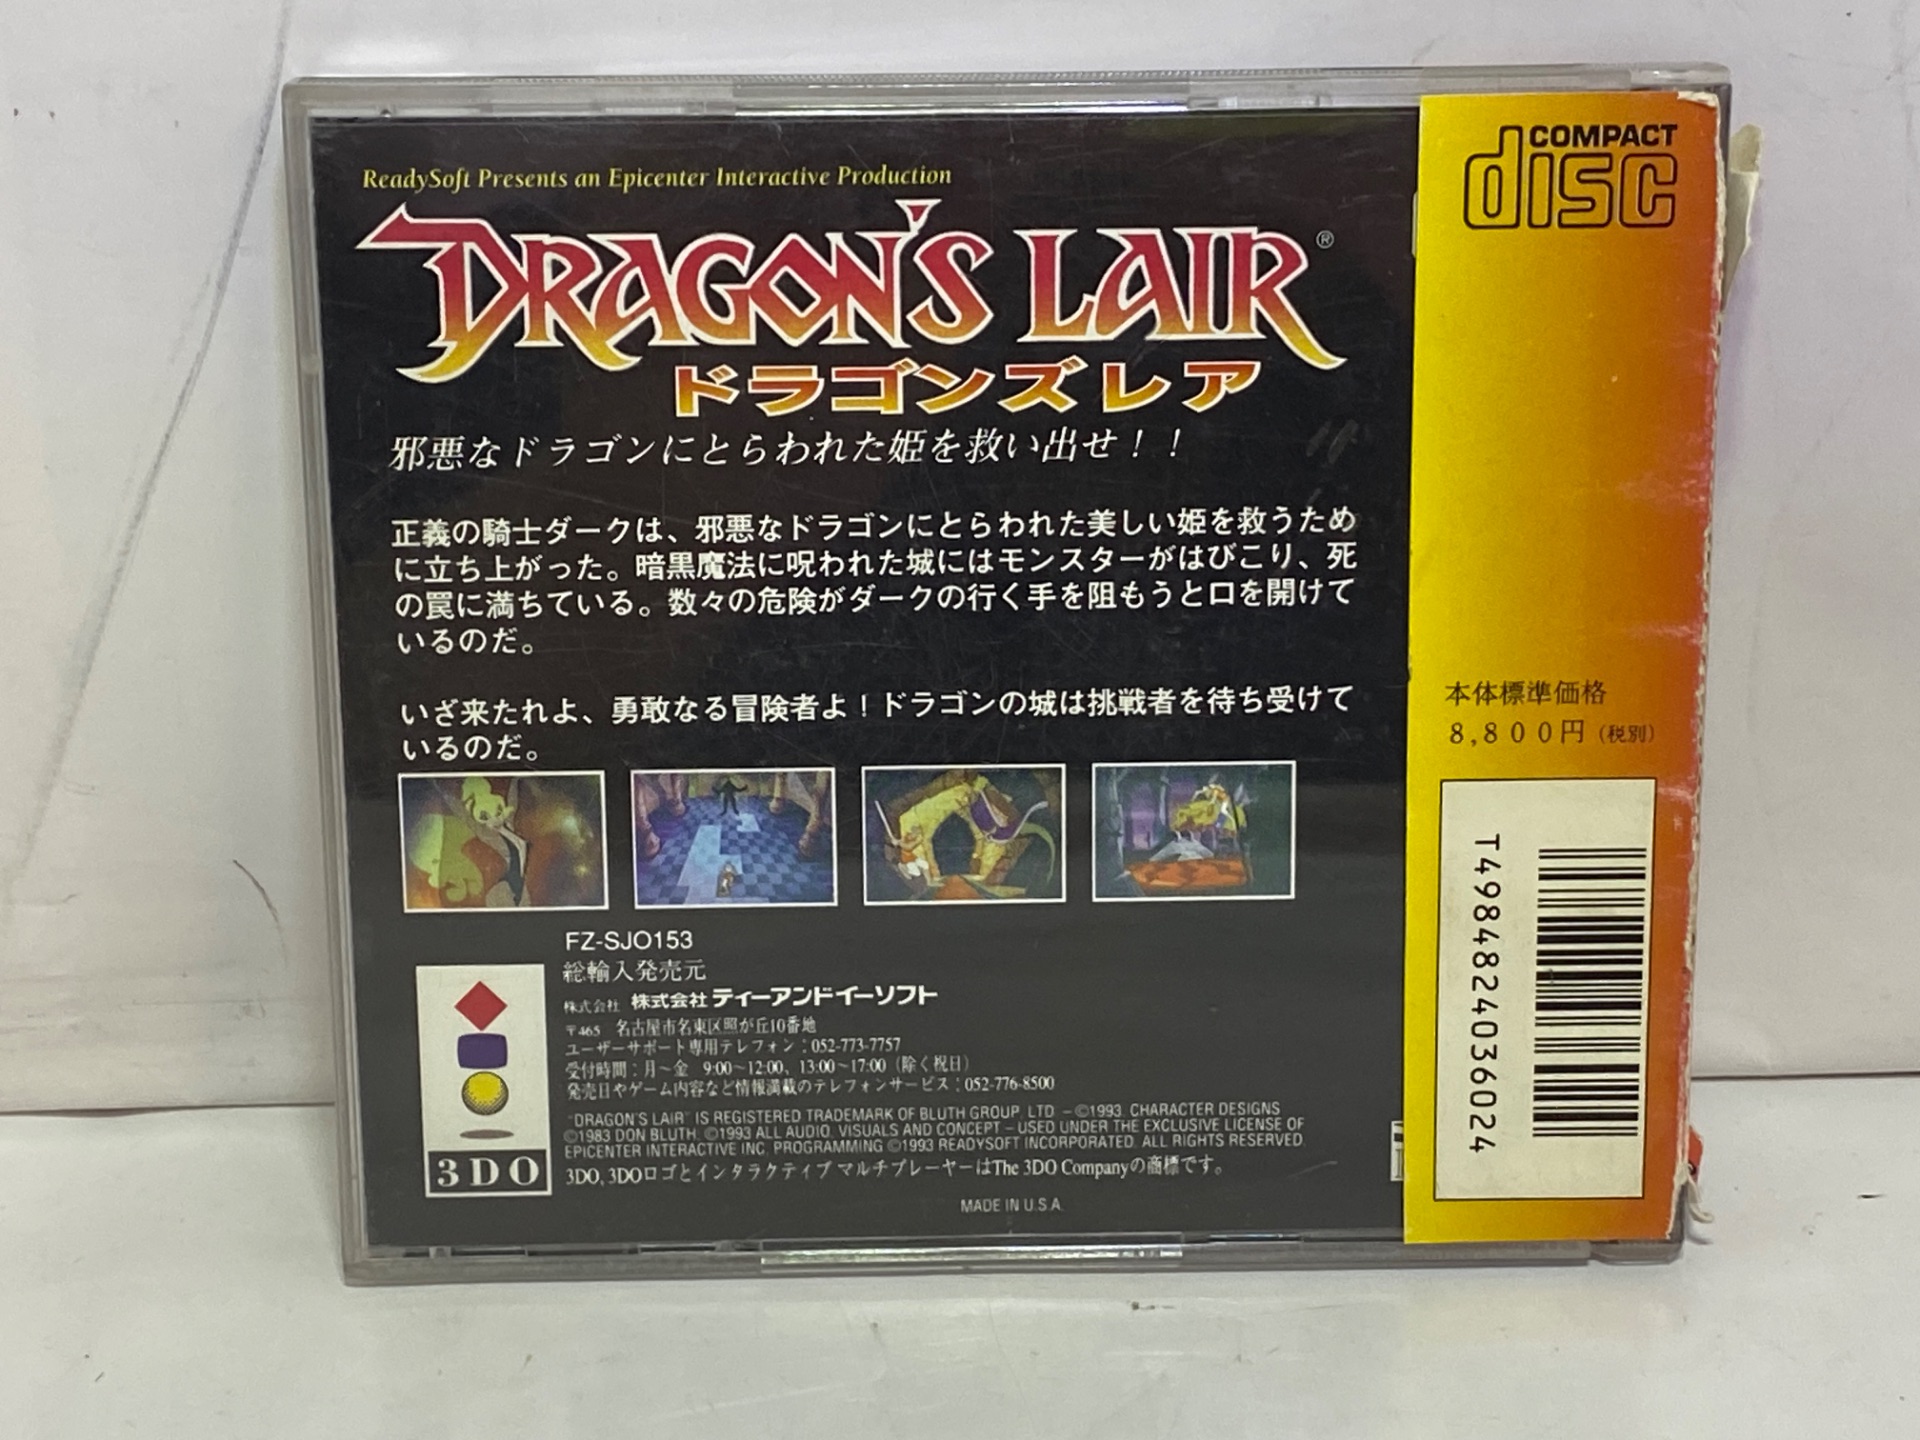 ReadySoft Presents an Epicenter Interactive Production
DRAGON'S LAIR®
ドラゴンズレア
邪悪なドラゴンにとらわれた姫を救い出せ！！
正義の騎士ダークは、邪悪なドラゴンにとらわれた美しい姫を救うため
に立ち上がった。暗黒魔法に呪われた城にはモンスターがはびこり、死
の罠に満ちている。数々の危険がダークの行く手を阻もうと口を開けて
いるのだ。
いざ来たれよ、勇敢なる冒険者よ！ドラゴンの城は挑戦者を待ち受けて
いるのだ。
FZ-SJO153
総輸入発売元
株式会社 株式会社ティーアンドイーソフト
〒465 名古屋市名東区照が丘10番地
ユーザーサポート専用テレフォン：052-773-7757
受付時間：月〜金 9:00〜12:00、13:00〜17:00（除く祝日）
発売日やゲーム内容など情報満載のテレフォンサービス：052-776-8500
"DRAGON'S LAIR" IS REGISTERED TRADEMARK OF BLUTH GROUP, LTD. – ©1993. CHARACTER DESIGNS
©1983 DON BLUTH. ©1993 ALL AUDIO, VISUALS AND CONCEPT – USED UNDER THE EXCLUSIVE LICENSE OF
EPICENTER INTERACTIVE INC. PROGRAMMING ©1993 READYSOFT INCORPORATED. ALL RIGHTS RESERVED.
3DO, 3DOロゴとインタラクティブ マルチプレーヤーはThe 3DO Companyの商標です。
MADE IN U.S.A.
3DO
COMPACT
disc
本体標準価格
8,800円（税別）
T4984824036024